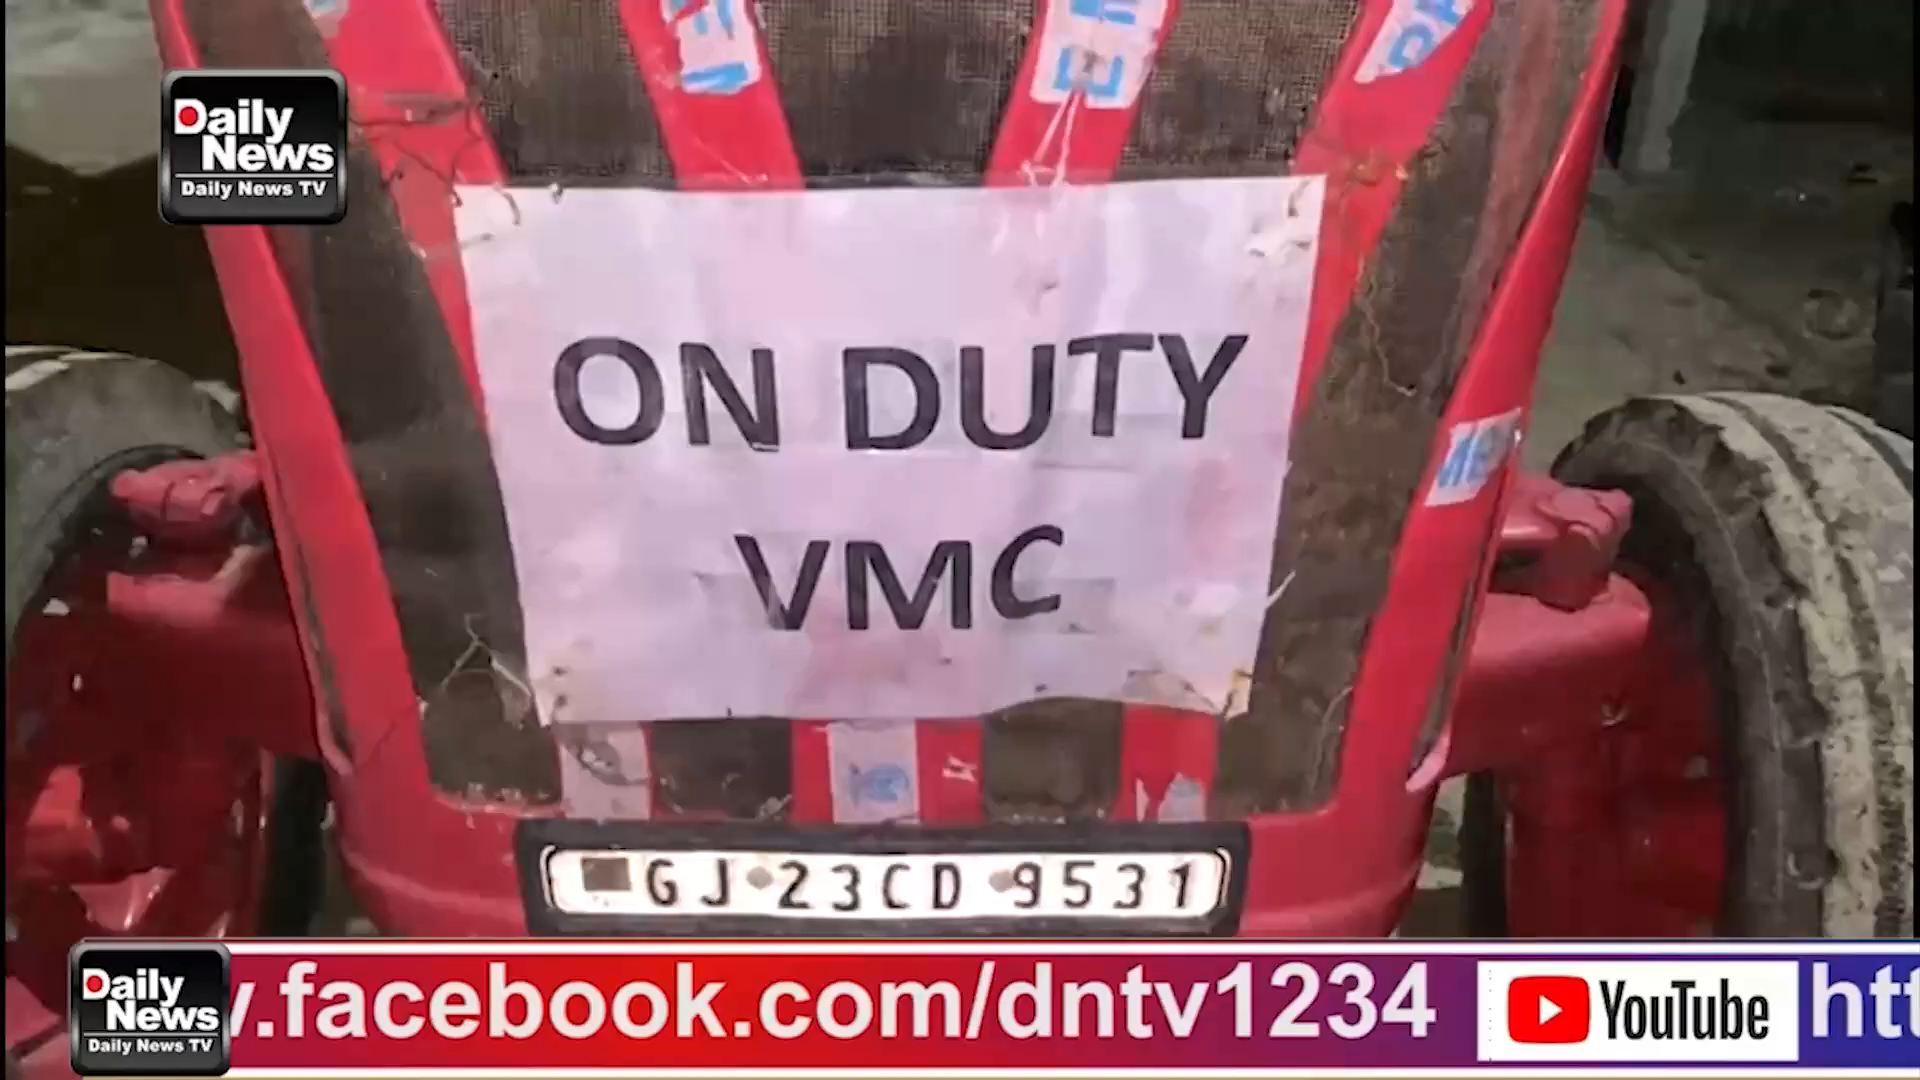 Daily
News
Daily News TV
ON DUTY
VMC
GJ 23CD 9531
Daily
News
Daily News TV
.facebook.com/dntv1234
YouTube
htt